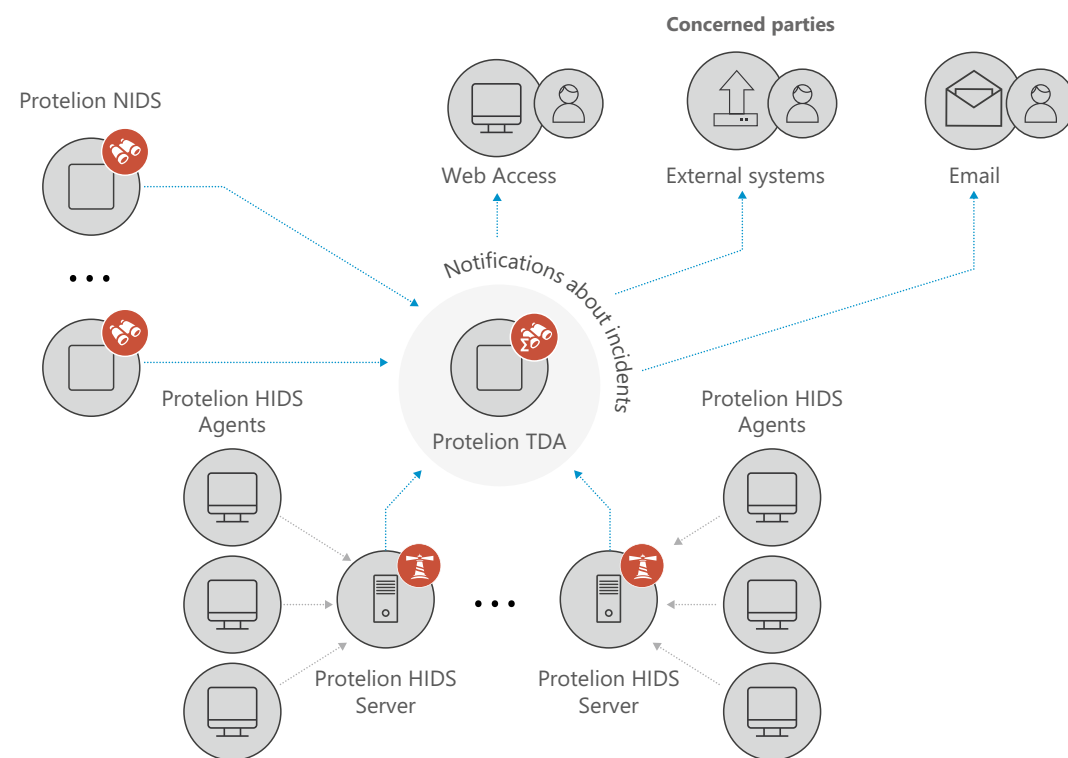 Concerned parties
Protelion NIDS
Web Access
External systems
Email
Notifications about incidents
Protelion TDA
Protelion HIDS
Agents
Protelion HIDS
Agents
Protelion HIDS
Server
Protelion HIDS
Server